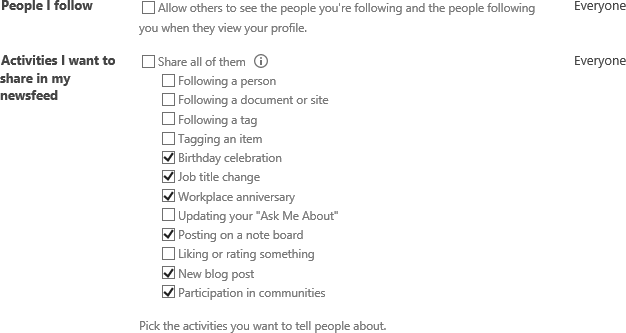 People I follow
Allow others to see the people you're following and the people following
you when they view your profile.
Everyone
Activities I want to
share in my
newsfeed
Share all of them
Everyone
Following a person
Following a document or site
Following a tag
Tagging an item
Birthday celebration
Job title change
Workplace anniversary
Updating your "Ask Me About"
Posting on a note board
Liking or rating something
New blog post
Participation in communities
Pick the activities you want to tell people about.